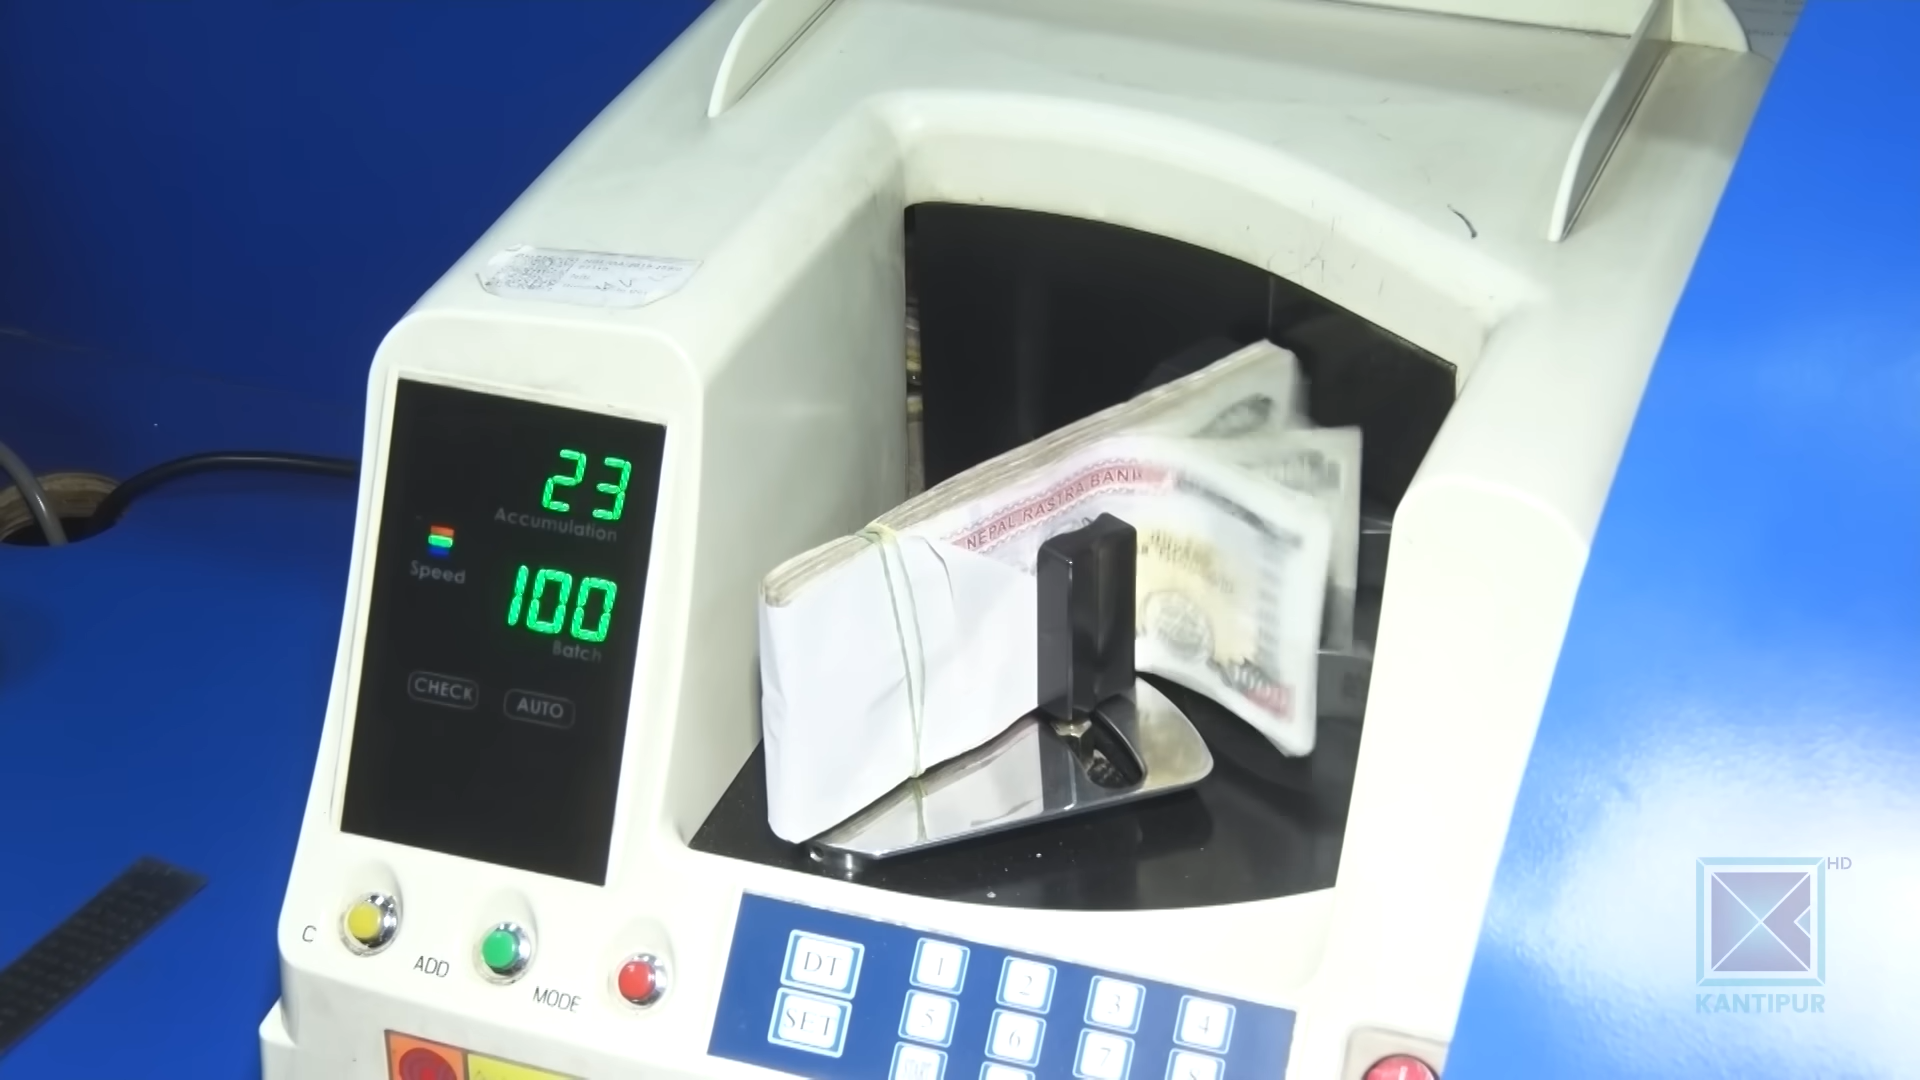 23
Accumulation
Speed
100
Batch
CHECK
AUTO
NEPAL RASTRA BANK
C
ADD
MODE
DT
1
2
3
4
SET
5
6
7
HD
KANTIPUR